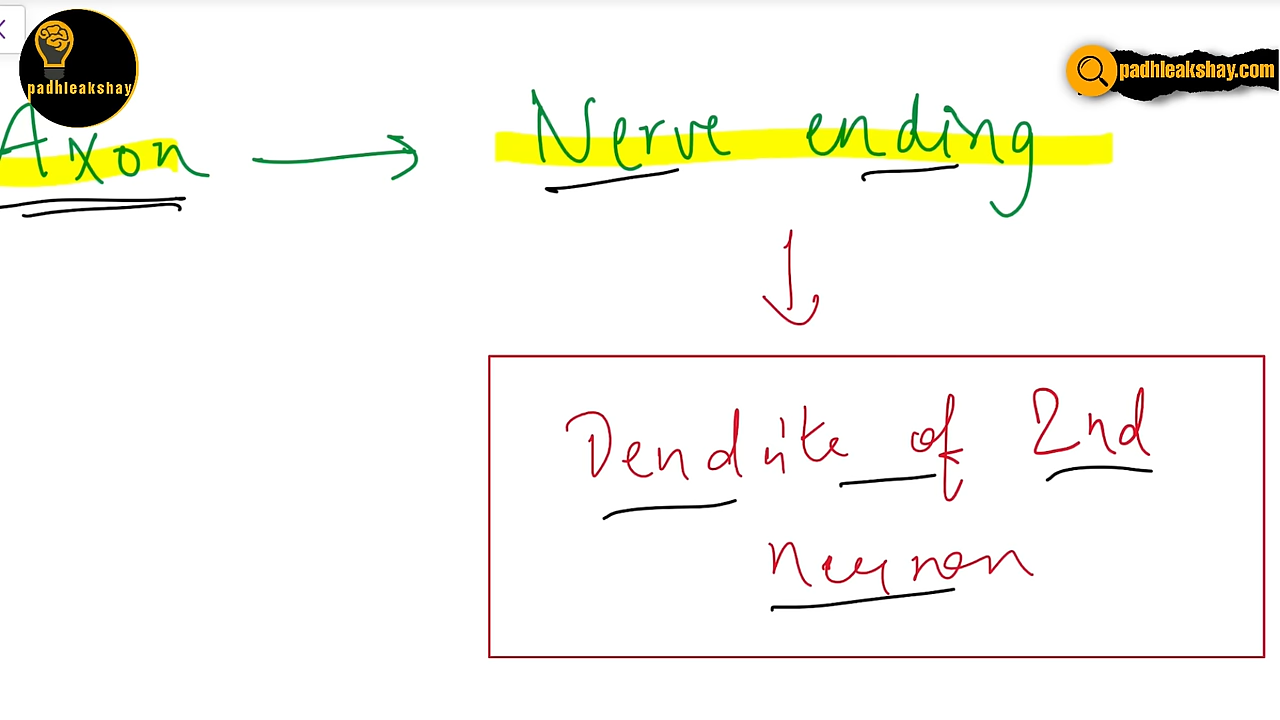 padhleakshay
padhleakshay.com
Axon → Nerve ending
↓
Dendrite of 2nd
neuron